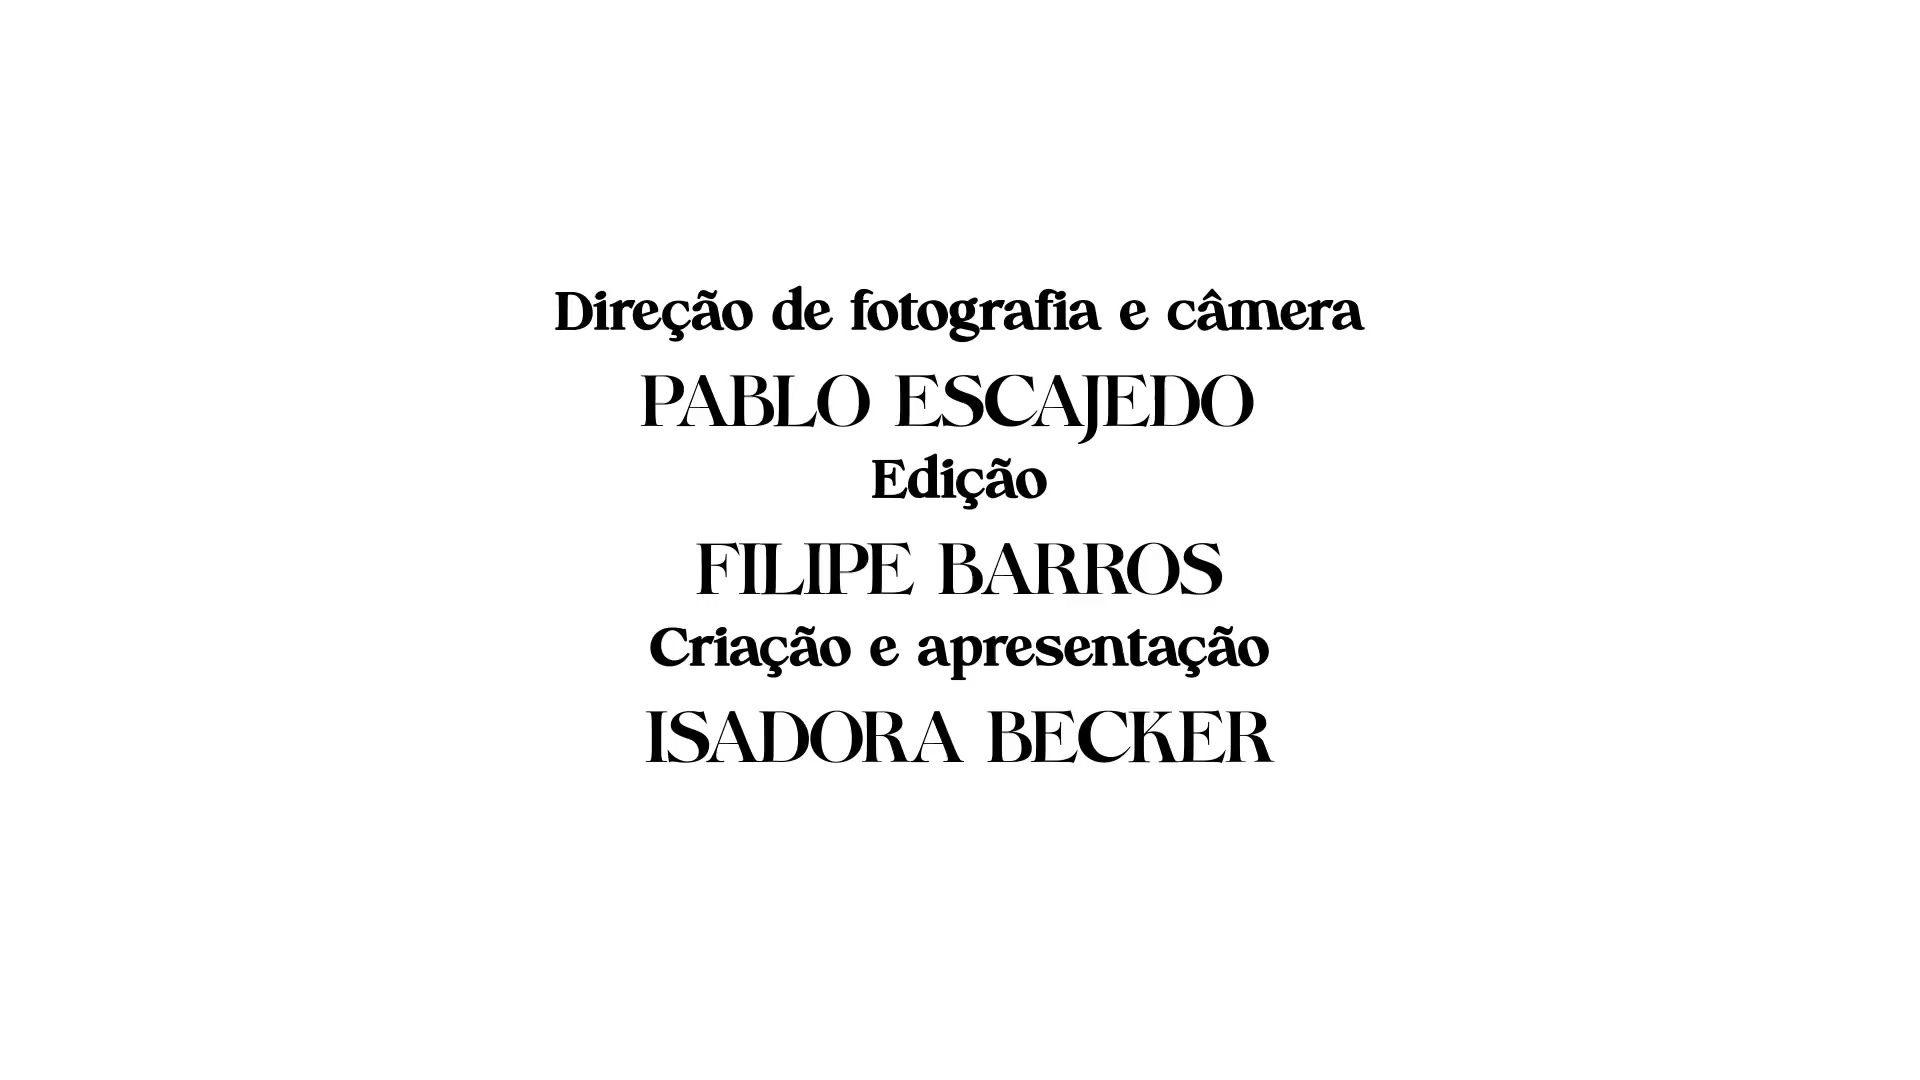 Direção de fotografia e câmera
PABLO ESCAJEDO
Edição
FILIPE BARROS
Criação e apresentação
ISADORA BECKER